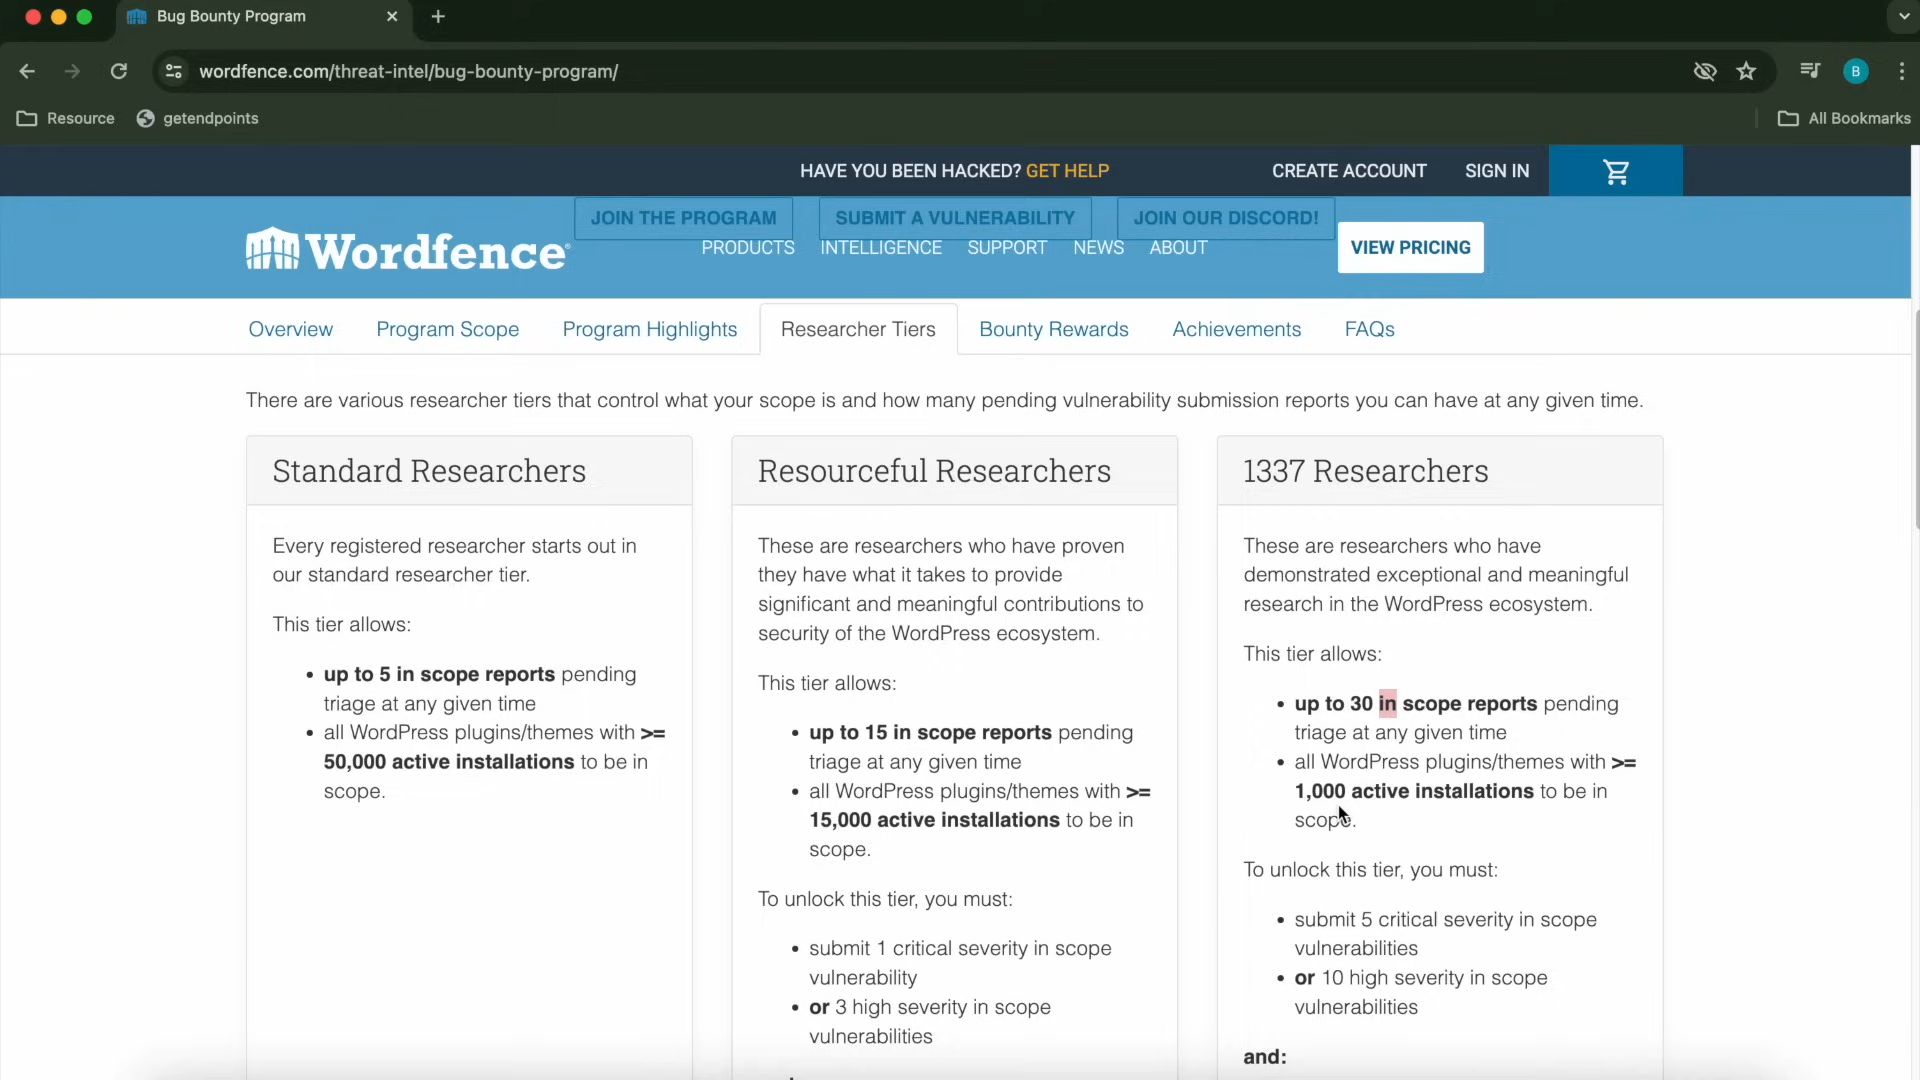 Bug Bounty Program
wordfence.com/threat-intel/bug-bounty-program/
B
Resource
getendpoints
All Bookmarks
HAVE YOU BEEN HACKED? GET HELP
CREATE ACCOUNT
SIGN IN
JOIN THE PROGRAM
SUBMIT A VULNERABILITY
JOIN OUR DISCORD!
Wordfence
PRODUCTS
INTELLIGENCE
SUPPORT
NEWS
ABOUT
VIEW PRICING
Overview
Program Scope
Program Highlights
Researcher Tiers
Bounty Rewards
Achievements
FAQs
There are various researcher tiers that control what your scope is and how many pending vulnerability submission reports you can have at any given time.
Standard Researchers
Every registered researcher starts out in
our standard researcher tier.
This tier allows:
• up to 5 in scope reports pending
triage at any given time
• all WordPress plugins/themes with >=
50,000 active installations to be in
scope.
Resourceful Researchers
These are researchers who have proven
they have what it takes to provide
significant and meaningful contributions to
security of the WordPress ecosystem.
This tier allows:
• up to 15 in scope reports pending
triage at any given time
• all WordPress plugins/themes with >=
15,000 active installations to be in
scope.
To unlock this tier, you must:
• submit 1 critical severity in scope
vulnerability
• or 3 high severity in scope
vulnerabilities
1337 Researchers
These are researchers who have
demonstrated exceptional and meaningful
research in the WordPress ecosystem.
This tier allows:
• up to 30 in scope reports pending
triage at any given time
• all WordPress plugins/themes with >=
1,000 active installations to be in
scope.
To unlock this tier, you must:
• submit 5 critical severity in scope
vulnerabilities
• or 10 high severity in scope
vulnerabilities
and: